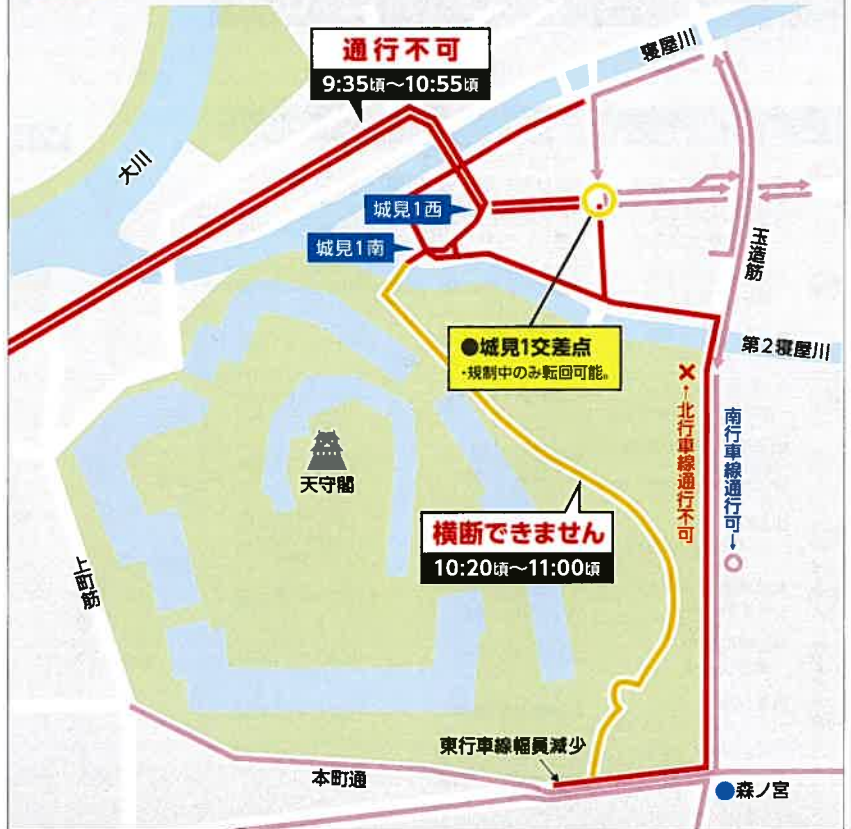 通行不可
9:35頃～10:55頃
寝屋川
大川
城見1西
城見1南
玉造筋
●城見1交差点
・規制中のみ転回可能。
第2寝屋川
×←北行車線通行不可
南行車線通行可→○
天守閣
横断できません
10:20頃～11:00頃
上町筋
東行車線幅員減少
本町通
●森ノ宮